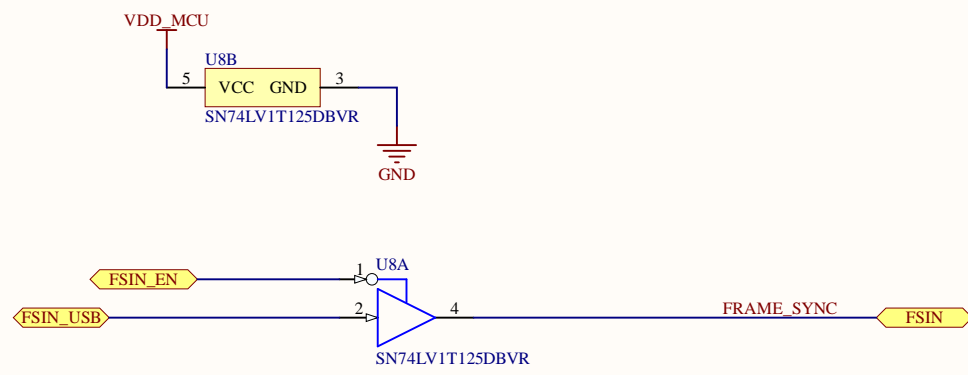 VDD_MCU
U8B
5 VCC GND 3
SN74LV1T125DBVR
GND
FSIN_EN 1 U8A
FSIN_USB 2 4 FRAME_SYNC FSIN
SN74LV1T125DBVR